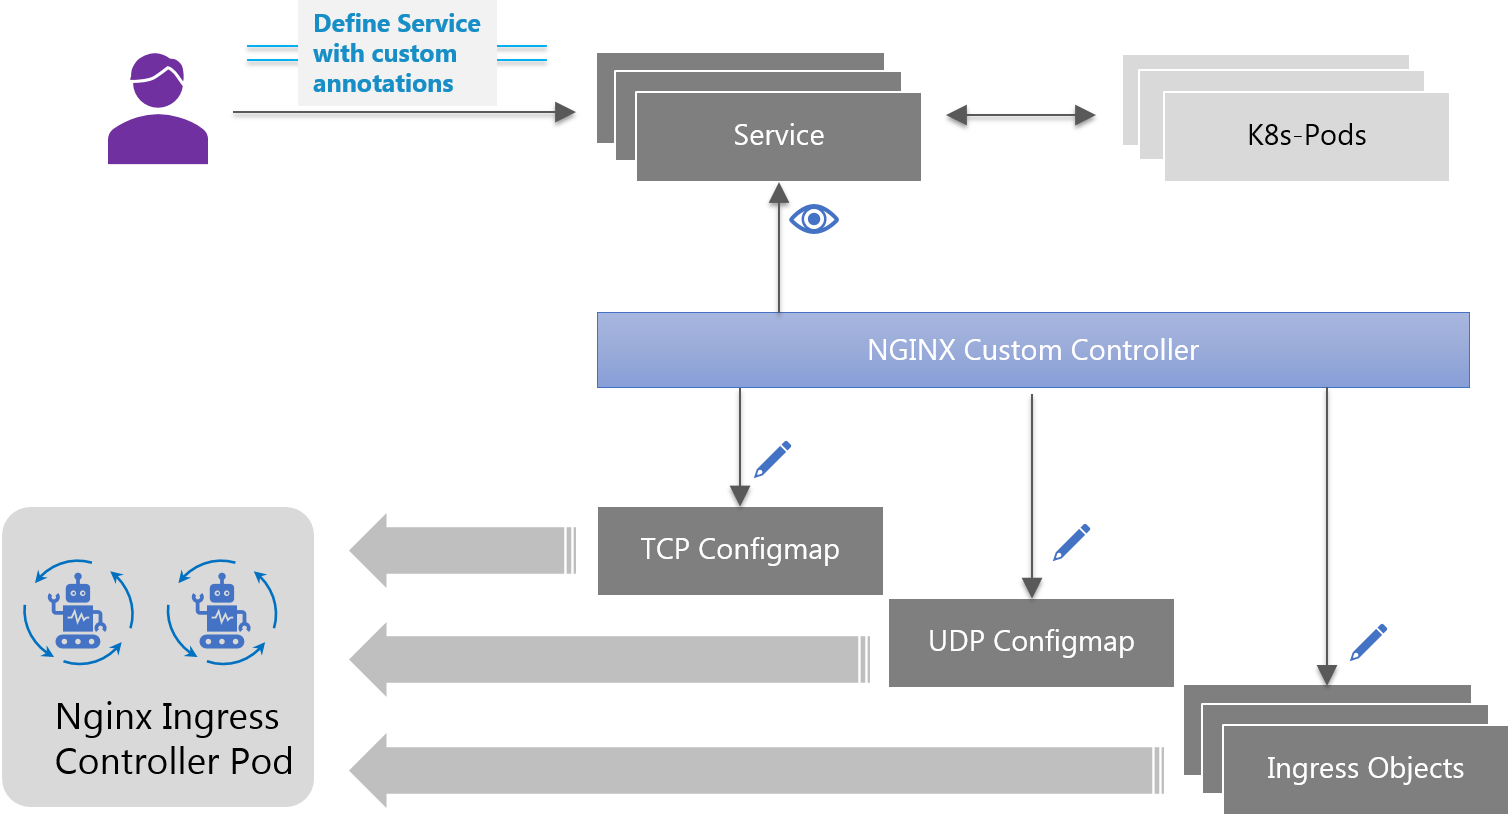 Define Service
with custom
annotations
Service
K8s-Pods
NGINX Custom Controller
TCP Configmap
UDP Configmap
Nginx Ingress
Controller Pod
Ingress Objects